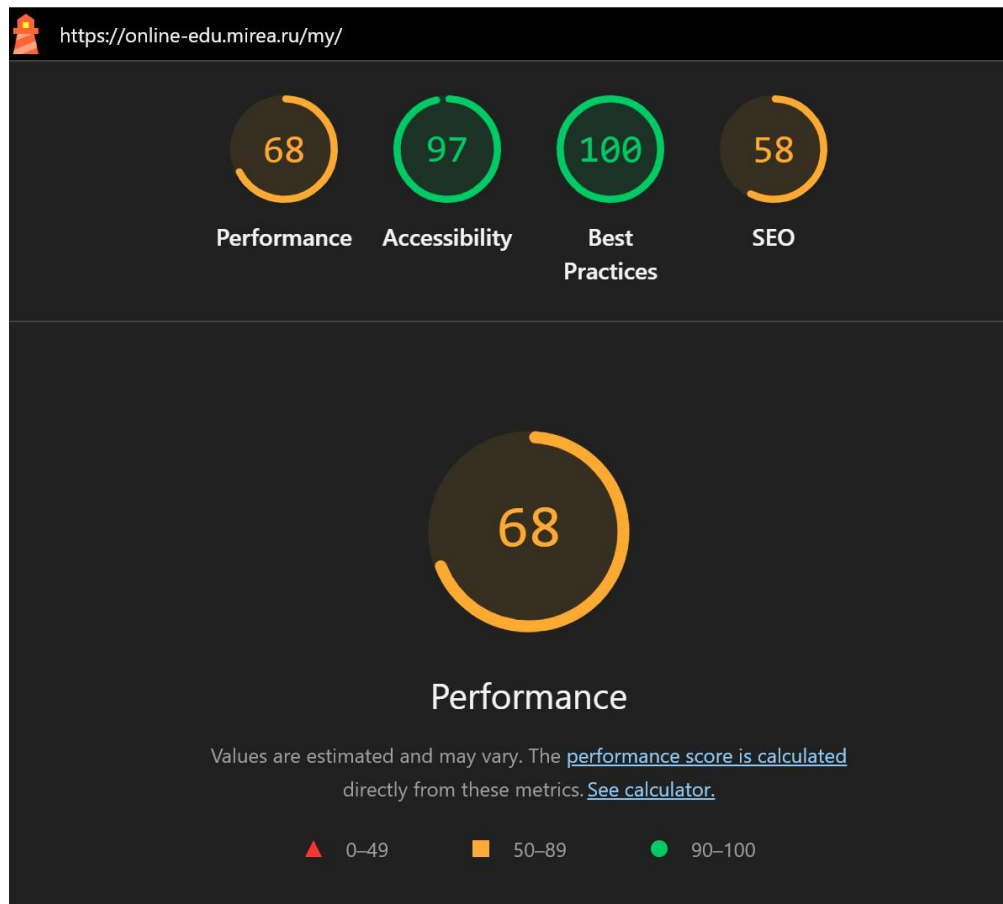 https://online-edu.mirea.ru/my/
68 97 100 58
Performance Accessibility Best SEO
Practices
68
Performance
Values are estimated and may vary. The performance score is calculated
directly from these metrics. See calculator.
0–49 50–89 90–100